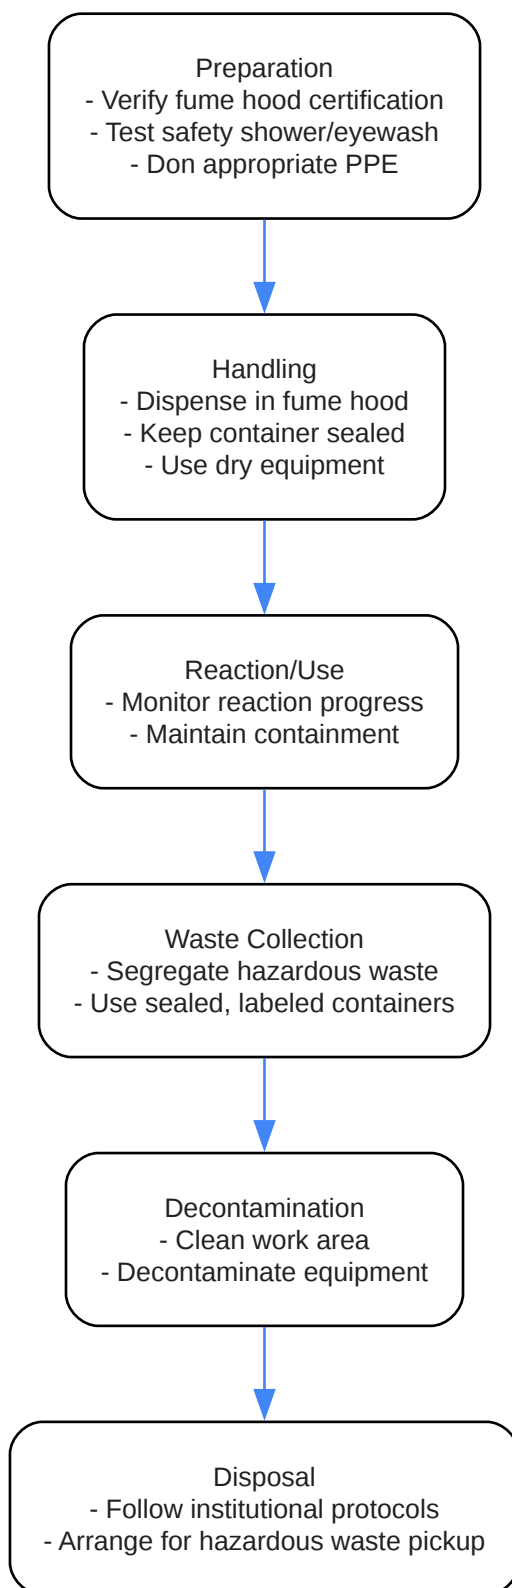 Preparation
- Verify fume hood certification
- Test safety shower/eyewash
- Don appropriate PPE
Handling
- Dispense in fume hood
- Keep container sealed
- Use dry equipment
Reaction/Use
- Monitor reaction progress
- Maintain containment
Waste Collection
- Segregate hazardous waste
- Use sealed, labeled containers
Decontamination
- Clean work area
- Decontaminate equipment
Disposal
- Follow institutional protocols
- Arrange for hazardous waste pickup